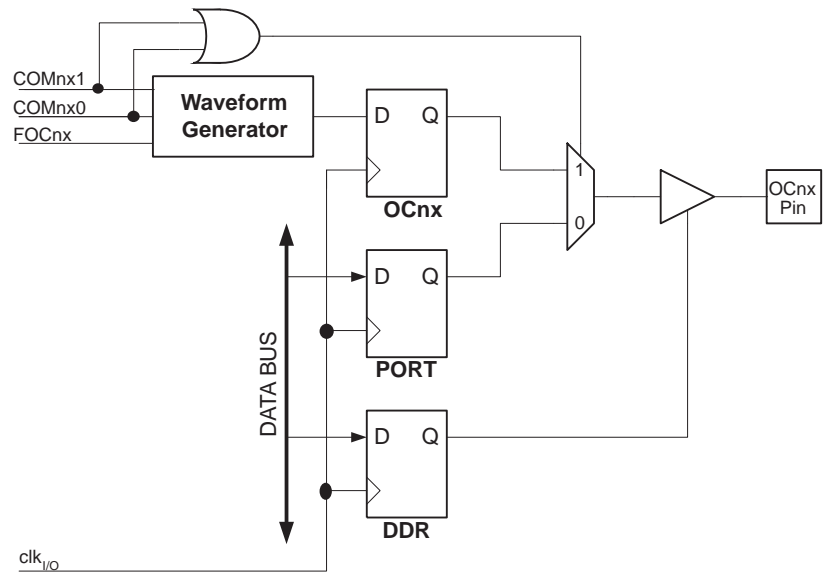 COMnx1
COMnx0
FOCnx
Waveform
Generator
D Q
OCnx
1
0
OCnx
Pin
D Q
PORT
DATA BUS
D Q
DDR
clkI/O